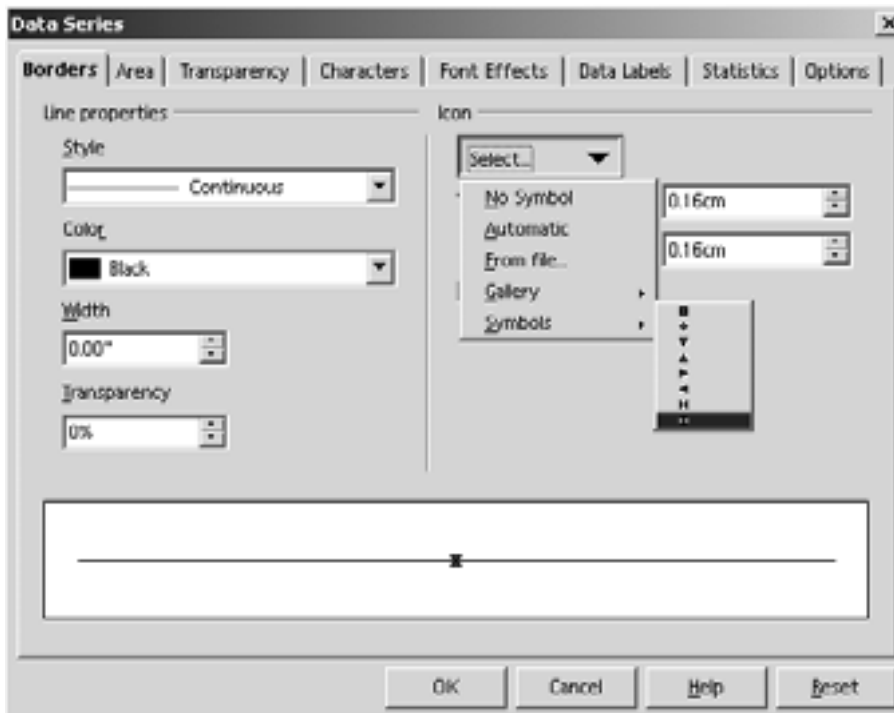 Data Series
Borders Area Transparency Characters Font Effects Data Labels Statistics Options
Line properties
Style
Continuous
Color
Black
Width
0.00"
Transparency
0%
Icon
Select...
No Symbol
Automatic
From file...
Gallery
Symbols
0.16cm
0.16cm
OK Cancel Help Reset